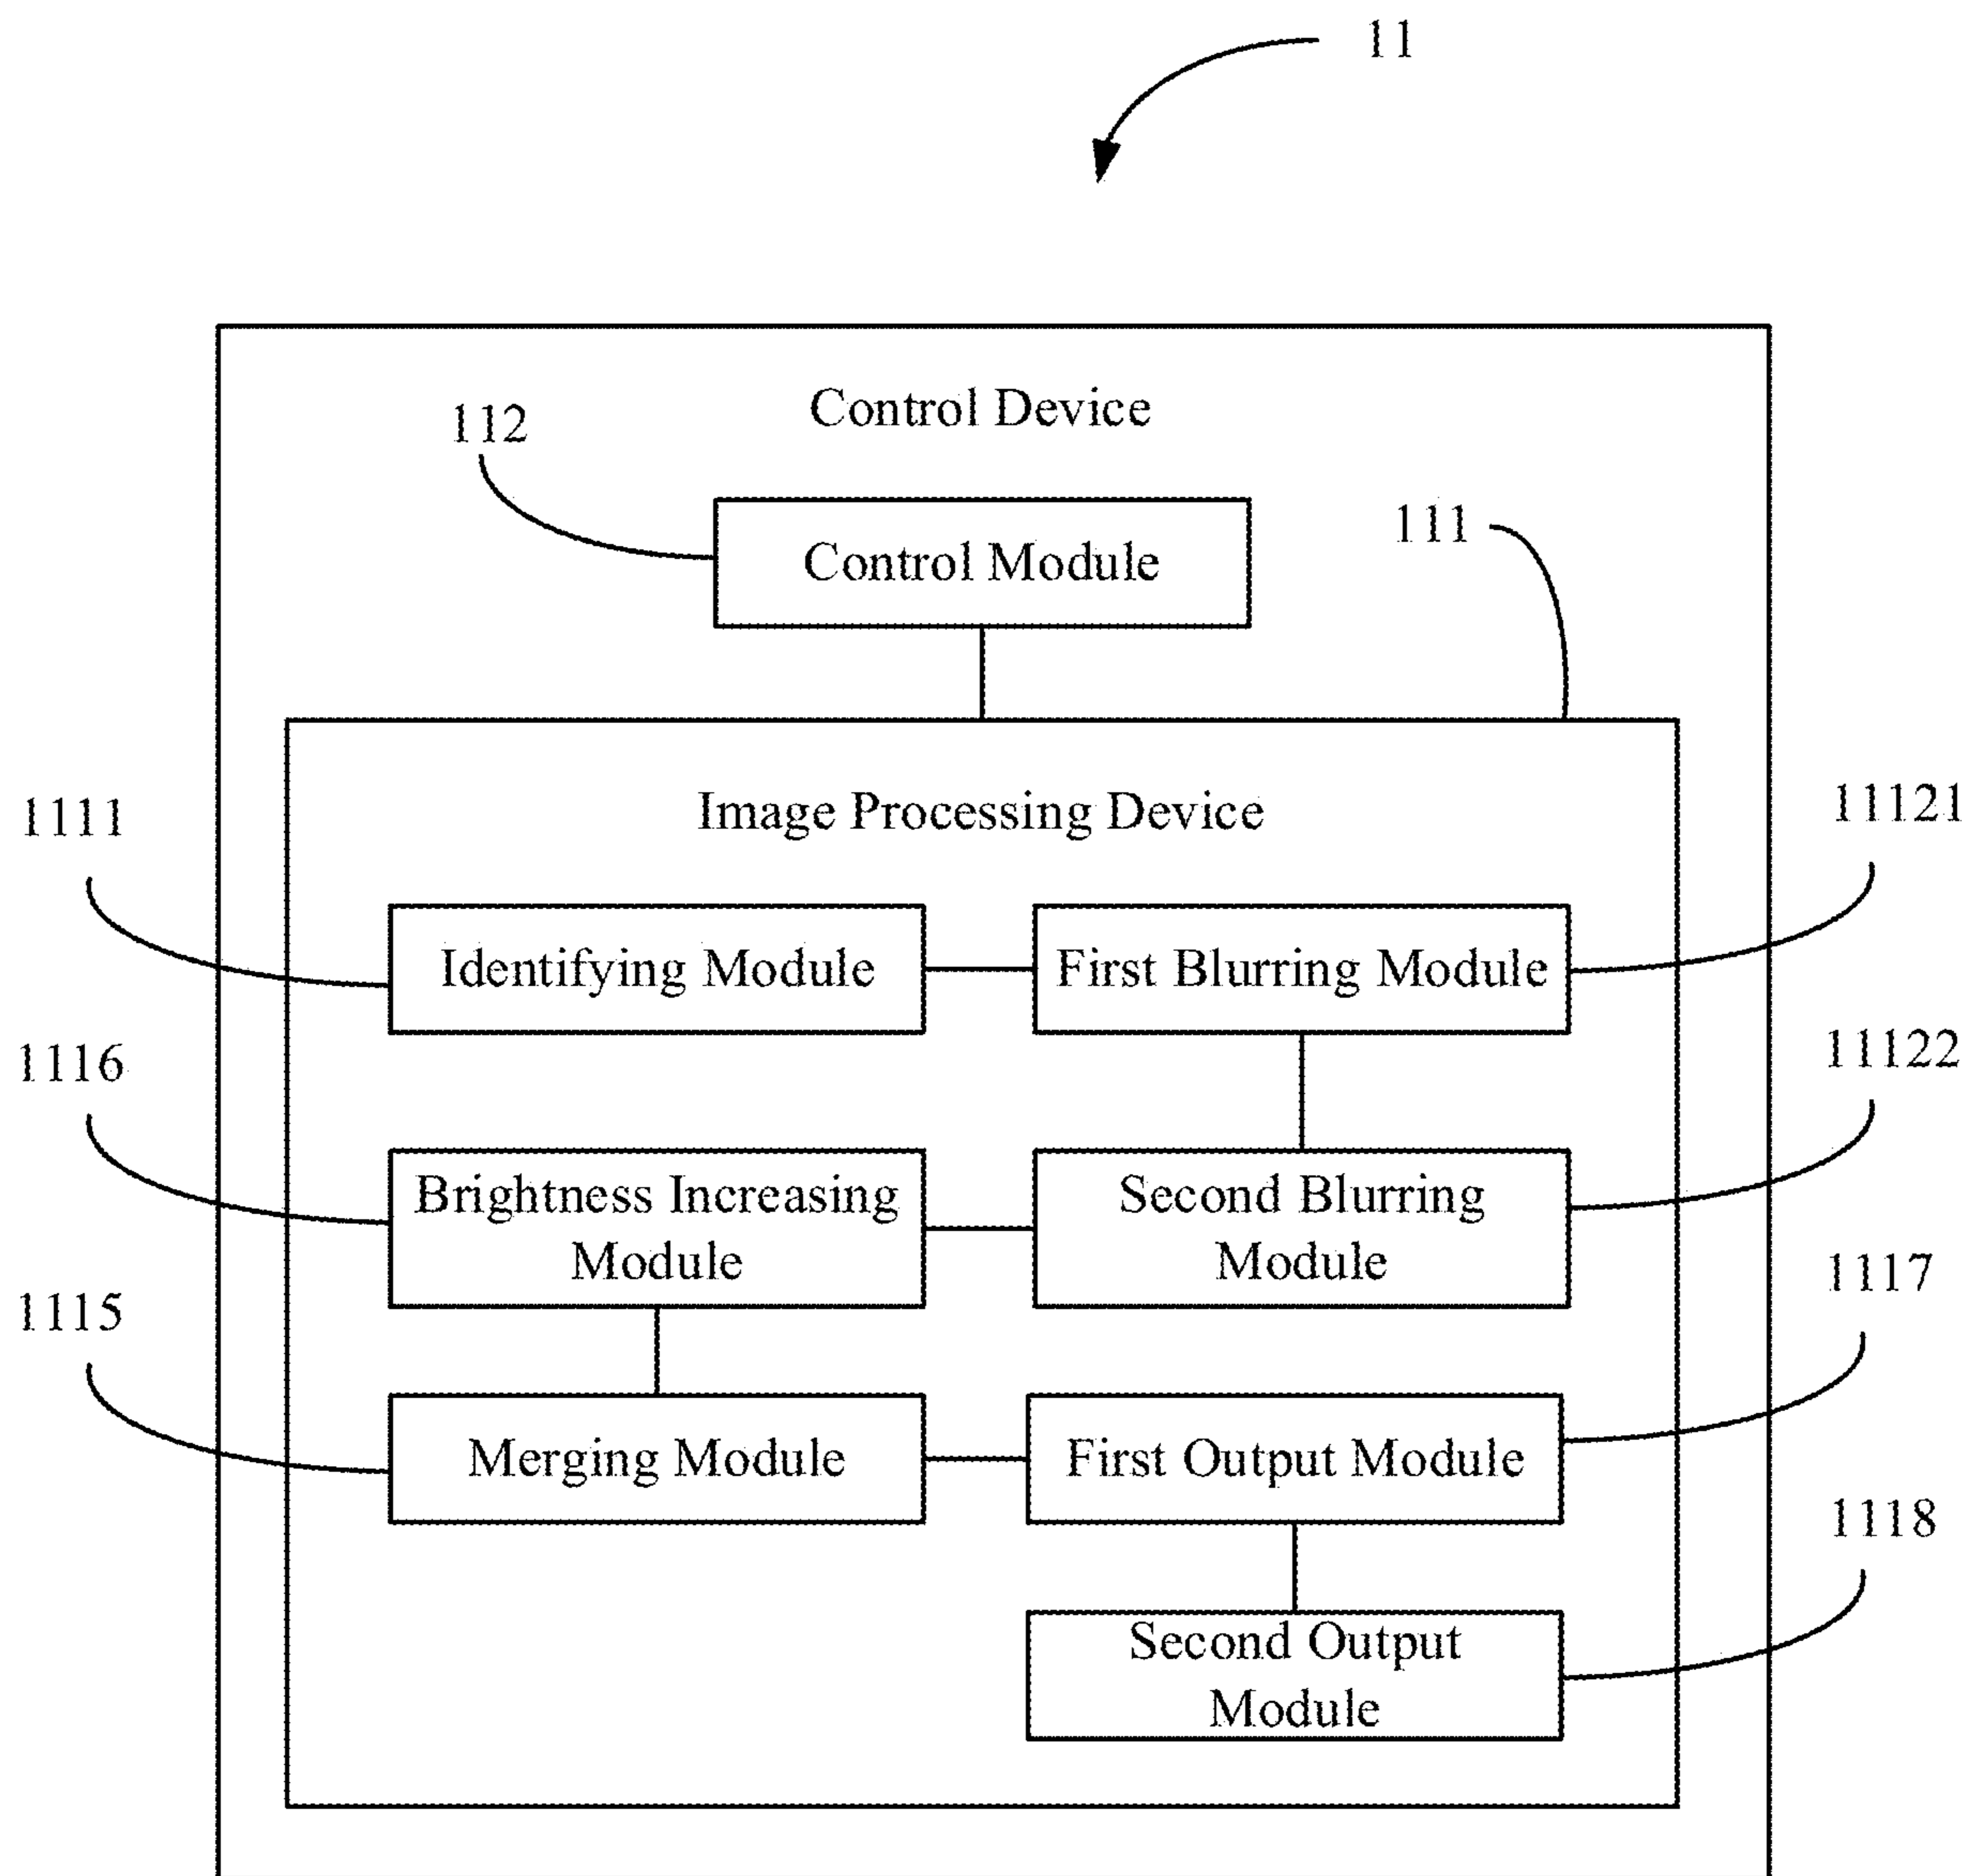 11
Control Device
112
Control Module
111
Image Processing Device
1111
11121
Identifying Module
First Blurring Module
1116
11122
Brightness Increasing
Module
Second Blurring
Module
1115
1117
Merging Module
First Output Module
1118
Second Output
Module